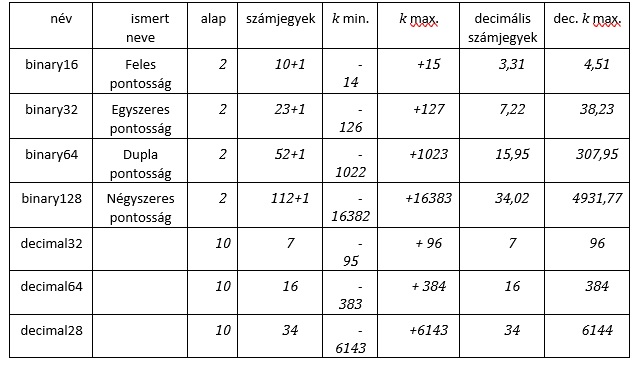 név ismert neve alap számjegyek k min. k max. decimális számjegyek dec. k max.
binary16 Feles pontosság 2 10+1 -14 +15 3,31 4,51
binary32 Egyszeres pontosság 2 23+1 -126 +127 7,22 38,23
binary64 Dupla pontosság 2 52+1 -1022 +1023 15,95 307,95
binary128 Négyszeres pontosság 2 112+1 -16382 +16383 34,02 4931,77
decimal32 10 7 -95 + 96 7 96
decimal64 10 16 -383 + 384 16 384
decimal28 10 34 -6143 +6143 34 6144